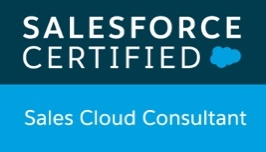 SALESFORCE
CERTIFIED
Sales Cloud Consultant